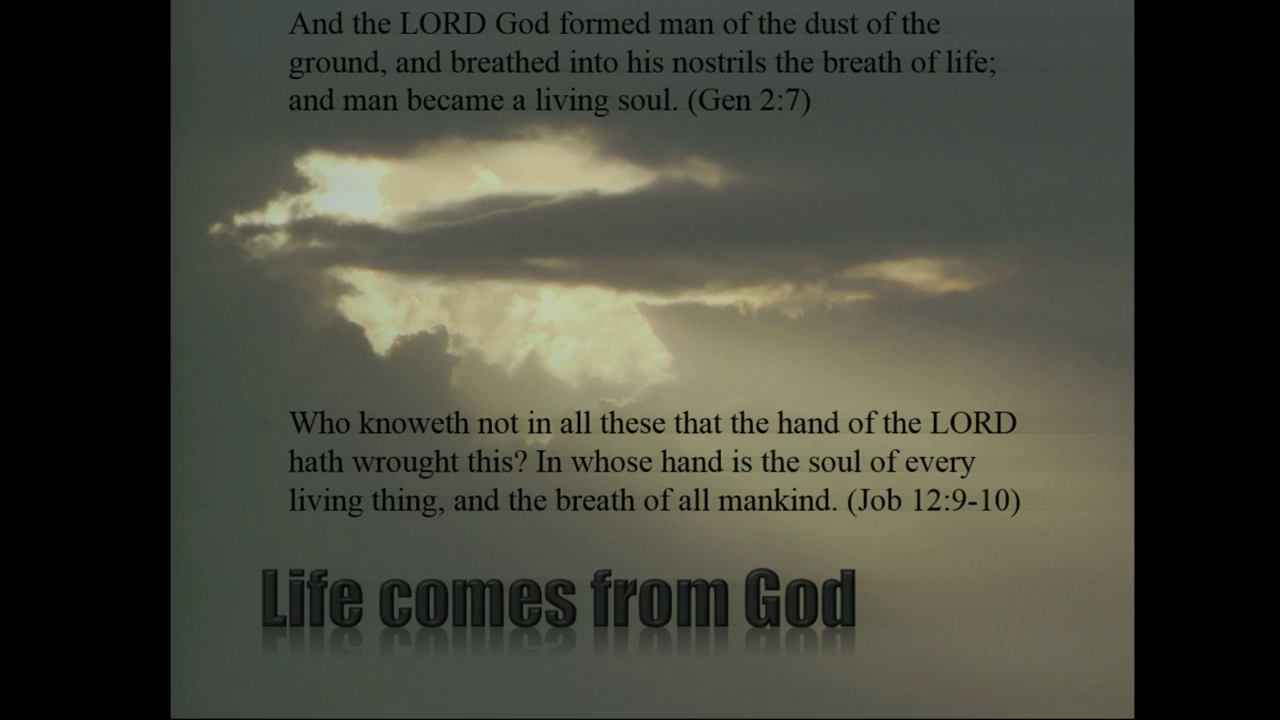 And the LORD God formed man of the dust of the
ground, and breathed into his nostrils the breath of life;
and man became a living soul. (Gen 2:7)
Who knoweth not in all these that the hand of the LORD
hath wrought this? In whose hand is the soul of every
living thing, and the breath of all mankind. (Job 12:9-10)
Life comes from God